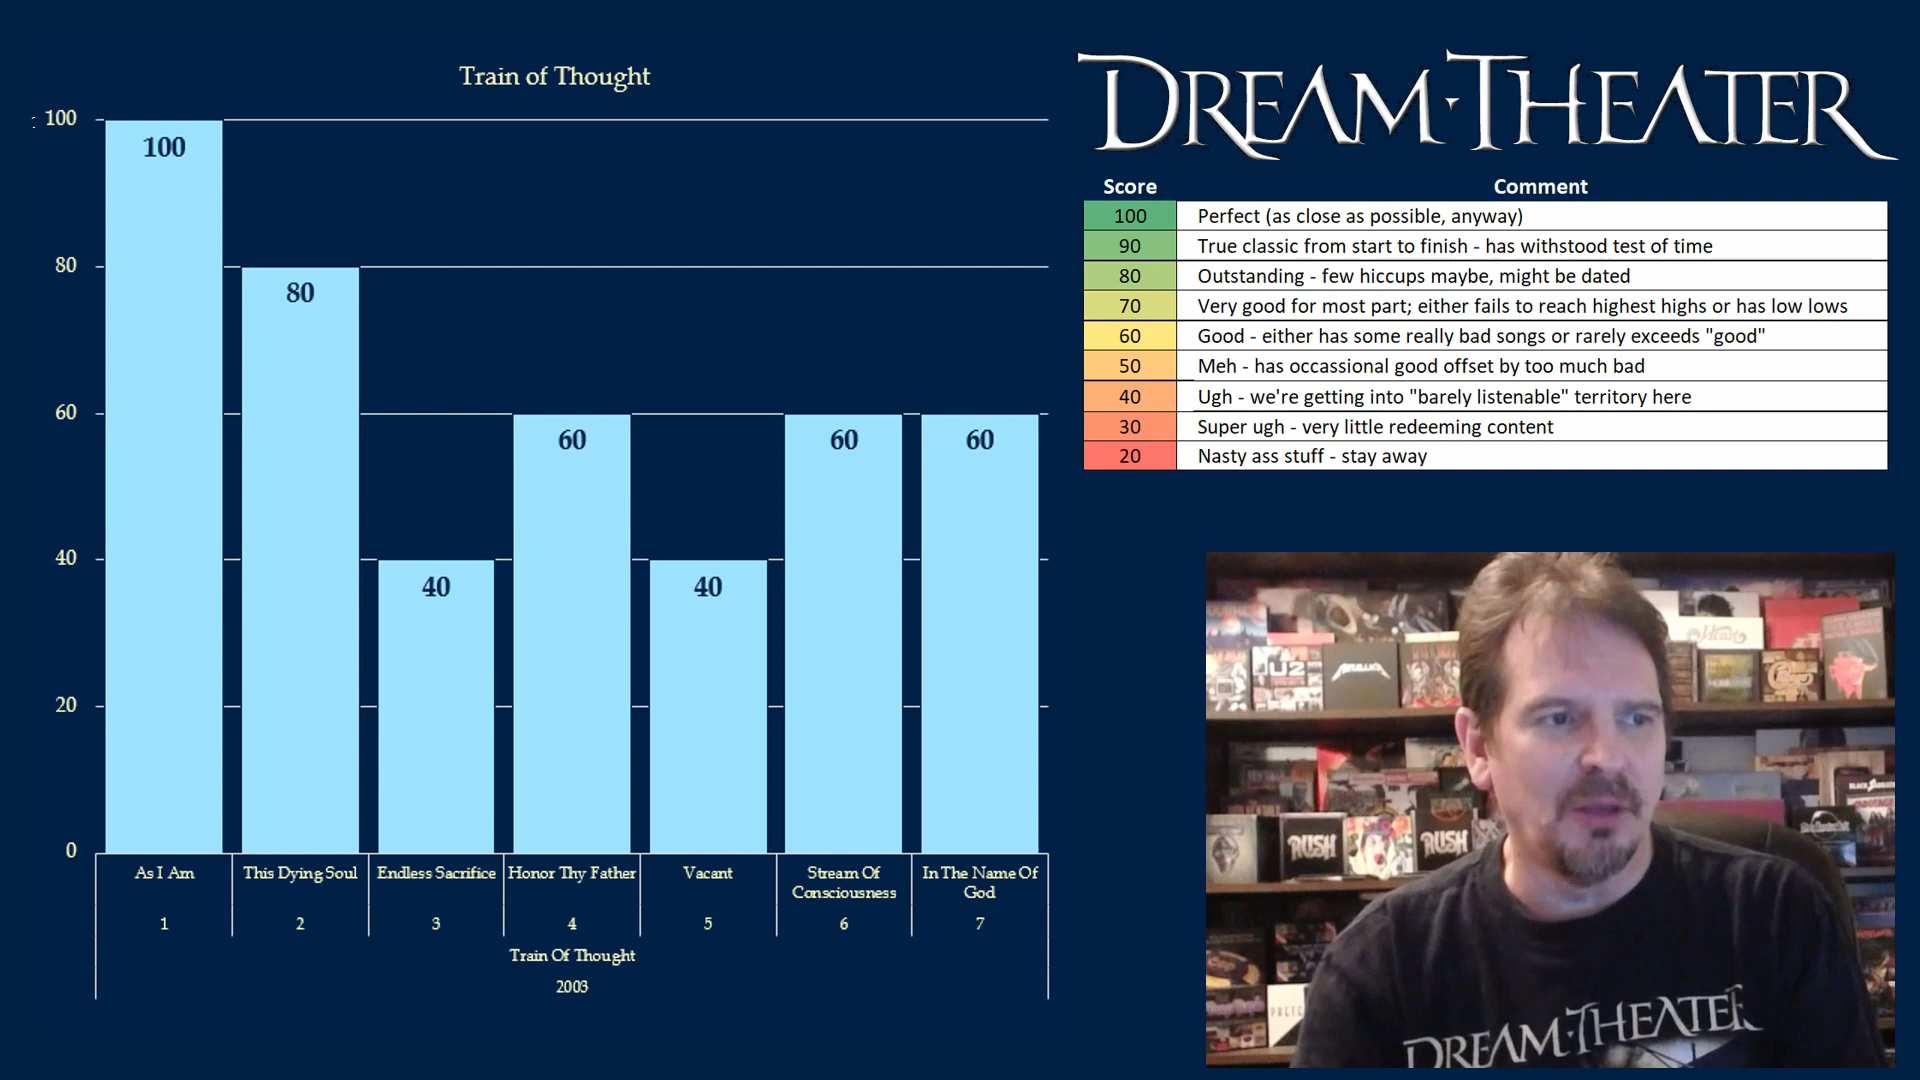 Train of Thought
100
80
60
40
20
0
100
80
40
60
40
60
60
As I Am
This Dying Soul
Endless Sacrifice
Honor Thy Father
Vacant
Stream Of
Consciousness
In The Name Of
God
1
2
3
4
5
6
7
Train Of Thought
2003
DREAM THEATER
Score Comment
100 Perfect (as close as possible, anyway)
90 True classic from start to finish - has withstood test of time
80 Outstanding - few hiccups maybe, might be dated
70 Very good for most part; either fails to reach highest highs or has low lows
60 Good - either has some really bad songs or rarely exceeds "good"
50 Meh - has occassional good offset by too much bad
40 Ugh - we're getting into "barely listenable" territory here
30 Super ugh - very little redeeming content
20 Nasty ass stuff - stay away
U2
METALLICA
Heart
Chicago
RUSH
RUSH
BLACK SABBATH
SABOTAGE
DREAM THEATER